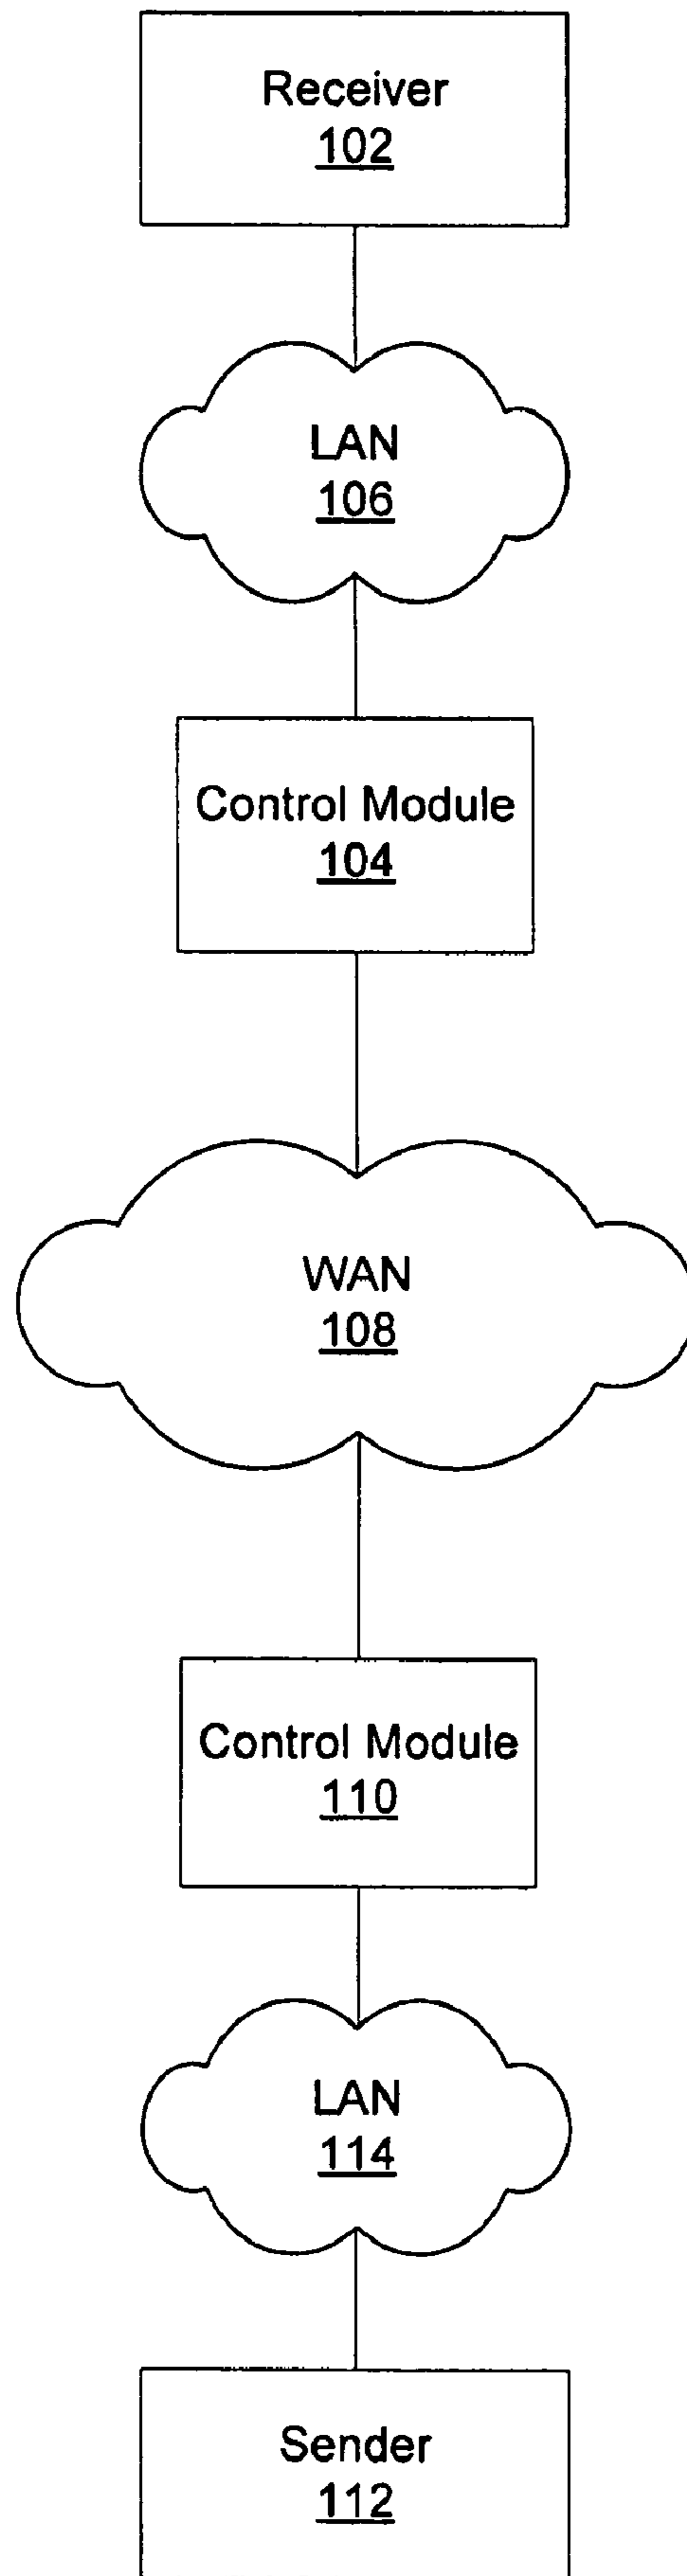 Receiver
102
LAN
106
Control Module
104
WAN
108
Control Module
110
LAN
114
Sender
112